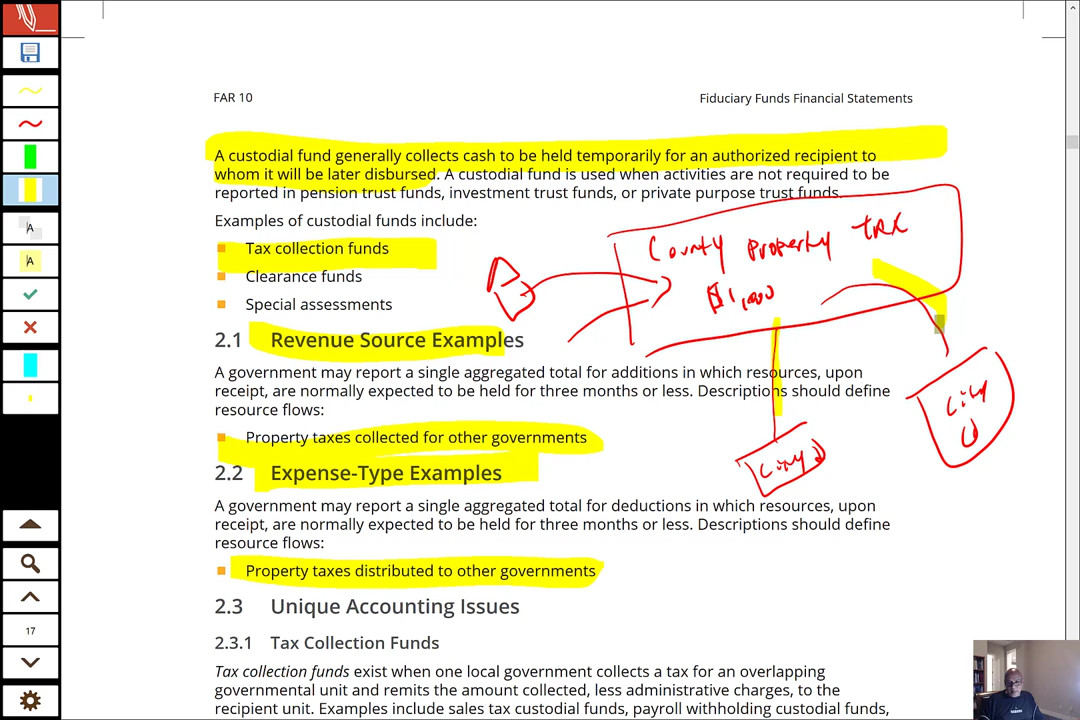 FAR 10
Fiduciary Funds Financial Statements
A custodial fund generally collects cash to be held temporarily for an authorized recipient to
whom it will be later disbursed. A custodial fund is used when activities are not required to be
reported in pension trust funds, investment trust funds, or private purpose trust funds.
Examples of custodial funds include:
Tax collection funds
Clearance funds
Special assessments
County property tax
$1,000
2.1 Revenue Source Examples
A government may report a single aggregated total for additions in which resources, upon
receipt, are normally expected to be held for three months or less. Descriptions should define
resource flows:
City
1
Property taxes collected for other governments
City 2
2.2 Expense-Type Examples
A government may report a single aggregated total for deductions in which resources, upon
receipt, are normally expected to be held for three months or less. Descriptions should define
resource flows:
Property taxes distributed to other governments
2.3 Unique Accounting Issues
2.3.1 Tax Collection Funds
Tax collection funds exist when one local government collects a tax for an overlapping
governmental unit and remits the amount collected, less administrative charges, to the
recipient unit. Examples include sales tax custodial funds, payroll withholding custodial funds,
A
A
17